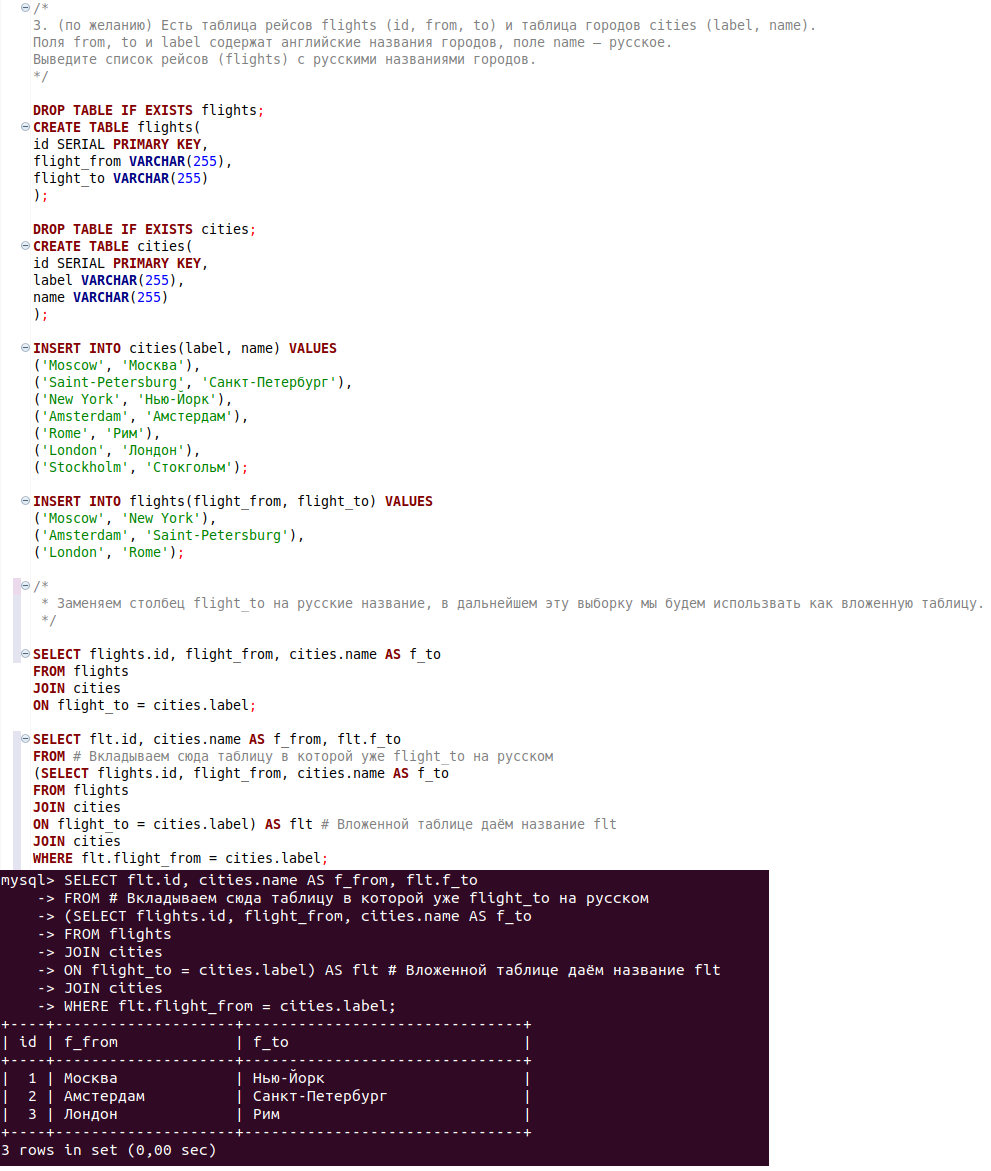 /*
3. (по желанию) Есть таблица рейсов flights (id, from, to) и таблица городов cities (label, name).
Поля from, to и label содержат английские названия городов, поле name — русское.
Выведите список рейсов (flights) с русскими названиями городов.
*/
DROP TABLE IF EXISTS flights;
CREATE TABLE flights(
id SERIAL PRIMARY KEY,
flight_from VARCHAR(255),
flight_to VARCHAR(255)
);
DROP TABLE IF EXISTS cities;
CREATE TABLE cities(
id SERIAL PRIMARY KEY,
label VARCHAR(255),
name VARCHAR(255)
);
INSERT INTO cities(label, name) VALUES
('Moscow', 'Москва'),
('Saint-Petersburg', 'Санкт-Петербург'),
('New York', 'Нью-Йорк'),
('Amsterdam', 'Амстердам'),
('Rome', 'Рим'),
('London', 'Лондон'),
('Stockholm', 'Стокгольм');
INSERT INTO flights(flight_from, flight_to) VALUES
('Moscow', 'New York'),
('Amsterdam', 'Saint-Petersburg'),
('London', 'Rome');
/*
* Заменяем столбец flight_to на русские название, в дальнейшем эту выборку мы будем использвать как вложенную таблицу.
*/
SELECT flights.id, flight_from, cities.name AS f_to
FROM flights
JOIN cities
ON flight_to = cities.label;
SELECT flt.id, cities.name AS f_from, flt.f_to
FROM # Вкладываем сюда таблицу в которой уже flight_to на русском
(SELECT flights.id, flight_from, cities.name AS f_to
FROM flights
JOIN cities
ON flight_to = cities.label) AS flt # Вложенной таблице даём название flt
JOIN cities
WHERE flt.flight_from = cities.label;
mysql> SELECT flt.id, cities.name AS f_from, flt.f_to
-> FROM # Вкладываем сюда таблицу в которой уже flight_to на русском
-> (SELECT flights.id, flight_from, cities.name AS f_to
-> FROM flights
-> JOIN cities
-> ON flight_to = cities.label) AS flt # Вложенной таблице даём название flt
-> JOIN cities
-> WHERE flt.flight_from = cities.label;
+----+--------------------+-------------------------------+
| id | f_from | f_to |
+----+--------------------+-------------------------------+
| 1 | Москва | Нью-Йорк |
| 2 | Амстердам | Санкт-Петербург |
| 3 | Лондон | Рим |
+----+--------------------+-------------------------------+
3 rows in set (0,00 sec)